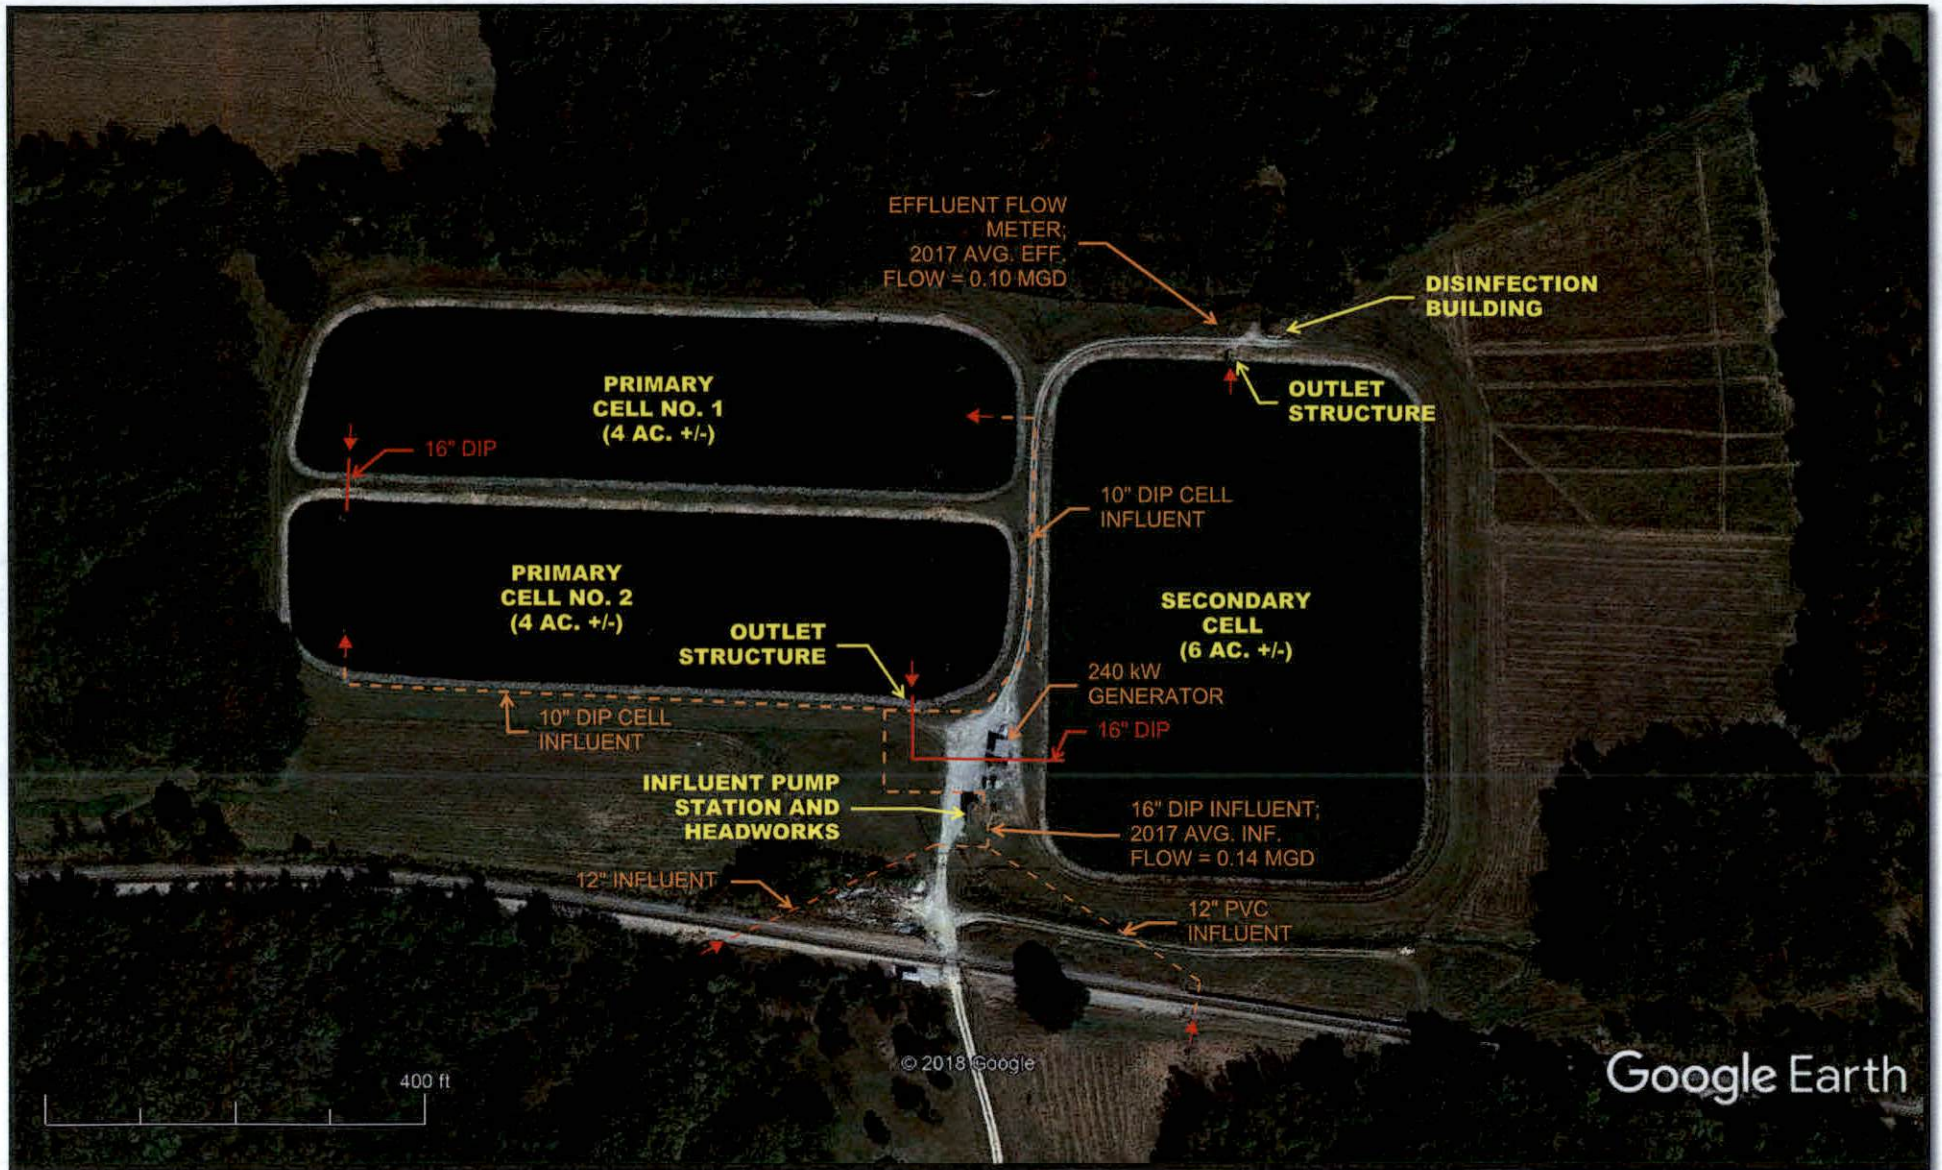 EFFLUENT FLOW
METER;
2017 AVG. EFF.
FLOW = 0.10 MGD
DISINFECTION
BUILDING
OUTLET
STRUCTURE
PRIMARY
CELL NO. 1
(4 AC. +/-)
16" DIP
10" DIP CELL
INFLUENT
PRIMARY
CELL NO. 2
(4 AC. +/-)
SECONDARY
CELL
(6 AC. +/-)
OUTLET
STRUCTURE
240 kW
GENERATOR
10" DIP CELL
INFLUENT
16" DIP
INFLUENT PUMP
STATION AND
HEADWORKS
16" DIP INFLUENT;
2017 AVG. INF.
FLOW = 0.14 MGD
12" INFLUENT
12" PVC
INFLUENT
© 2018 Google
400 ft
Google Earth